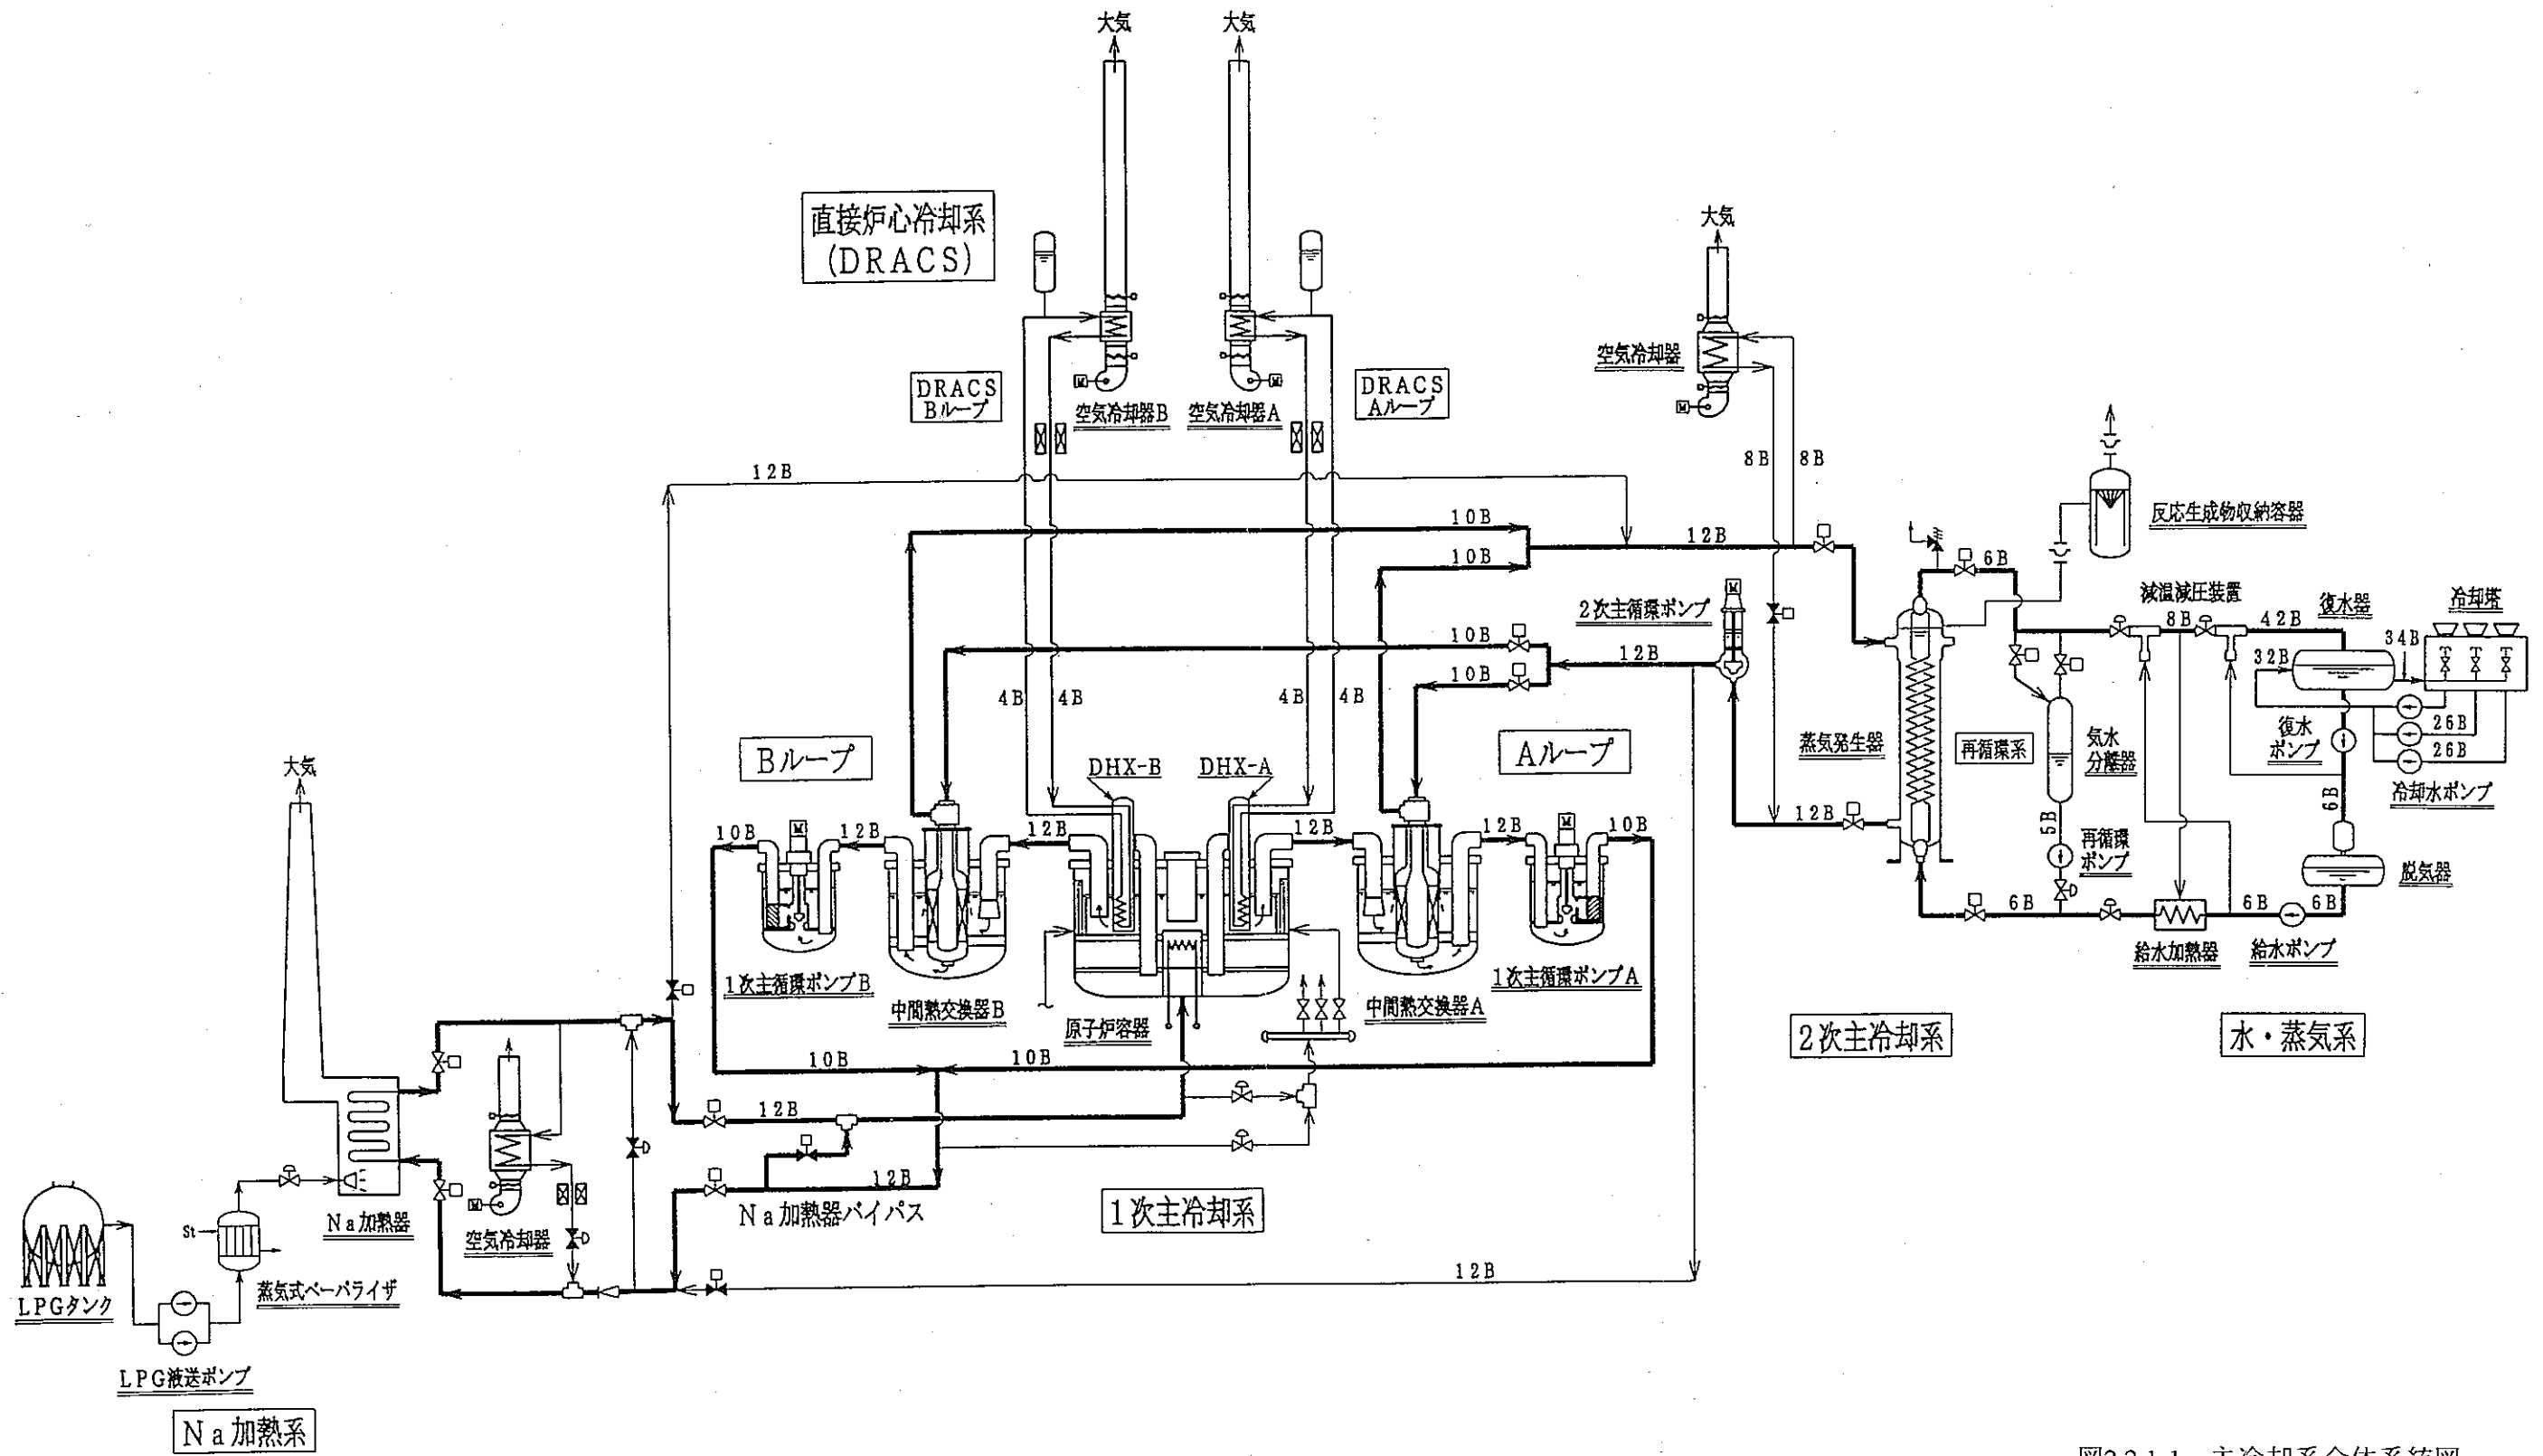 大気
大気
直接炉心冷却系
(DRACS)
大気
空気冷却器
DRACS
Bループ
空気冷却器B
空気冷却器A
DRACS
Aループ
M
M
M
12B
8B
8B
反応生成物収納容器
10B
12B
10B
6B
減温減圧装置
8B
42B
復水器
冷却塔
34B
32B
M
2次主循環ポンプ
10B
12B
10B
4B
4B
4B
4B
26B
26B
復水
ポンプ
冷却水ポンプ
Bループ
Aループ
蒸気発生器
再循環系
気水
分離器
大気
DHX-B
DHX-A
12B
6B
5B
再循環
ポンプ
脱気器
10B
M
12B
12B
12B
12B
M
10B
6B
6B
6B
給水加熱器
給水ポンプ
1次主循環ポンプB
中間熱交換器B
原子炉容器
中間熱交換器A
1次主循環ポンプA
2次主冷却系
水・蒸気系
10B
10B
12B
12B
Na加熱器バイパス
1次主冷却系
Na加熱器
M
空気冷却器
St
蒸気式ベーパライザ
LPGタンク
12B
LPG液送ポンプ
Na加熱系